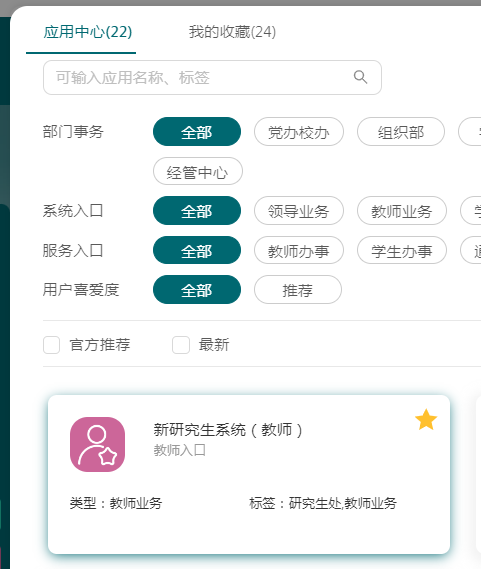 应用中心(22) 我的收藏(24)
可输入应用名称、标签
部门事务 全部 党办校办 组织部
经管中心
系统入口 全部 领导业务 教师业务
服务入口 全部 教师办事 学生办事
用户喜爱度 全部 推荐
官方推荐 最新
新研究生系统（教师）
教师入口
类型：教师业务 标签：研究生处,教师业务